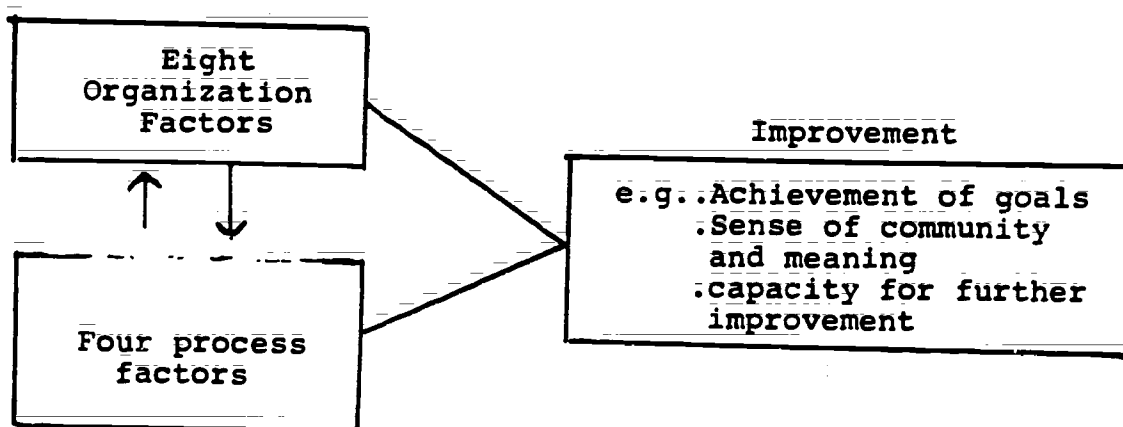 Eight
Organization
Factors
Improvement
e.g..Achievement of goals
.Sense of community
and meaning
.capacity for further
improvement
Four process
factors